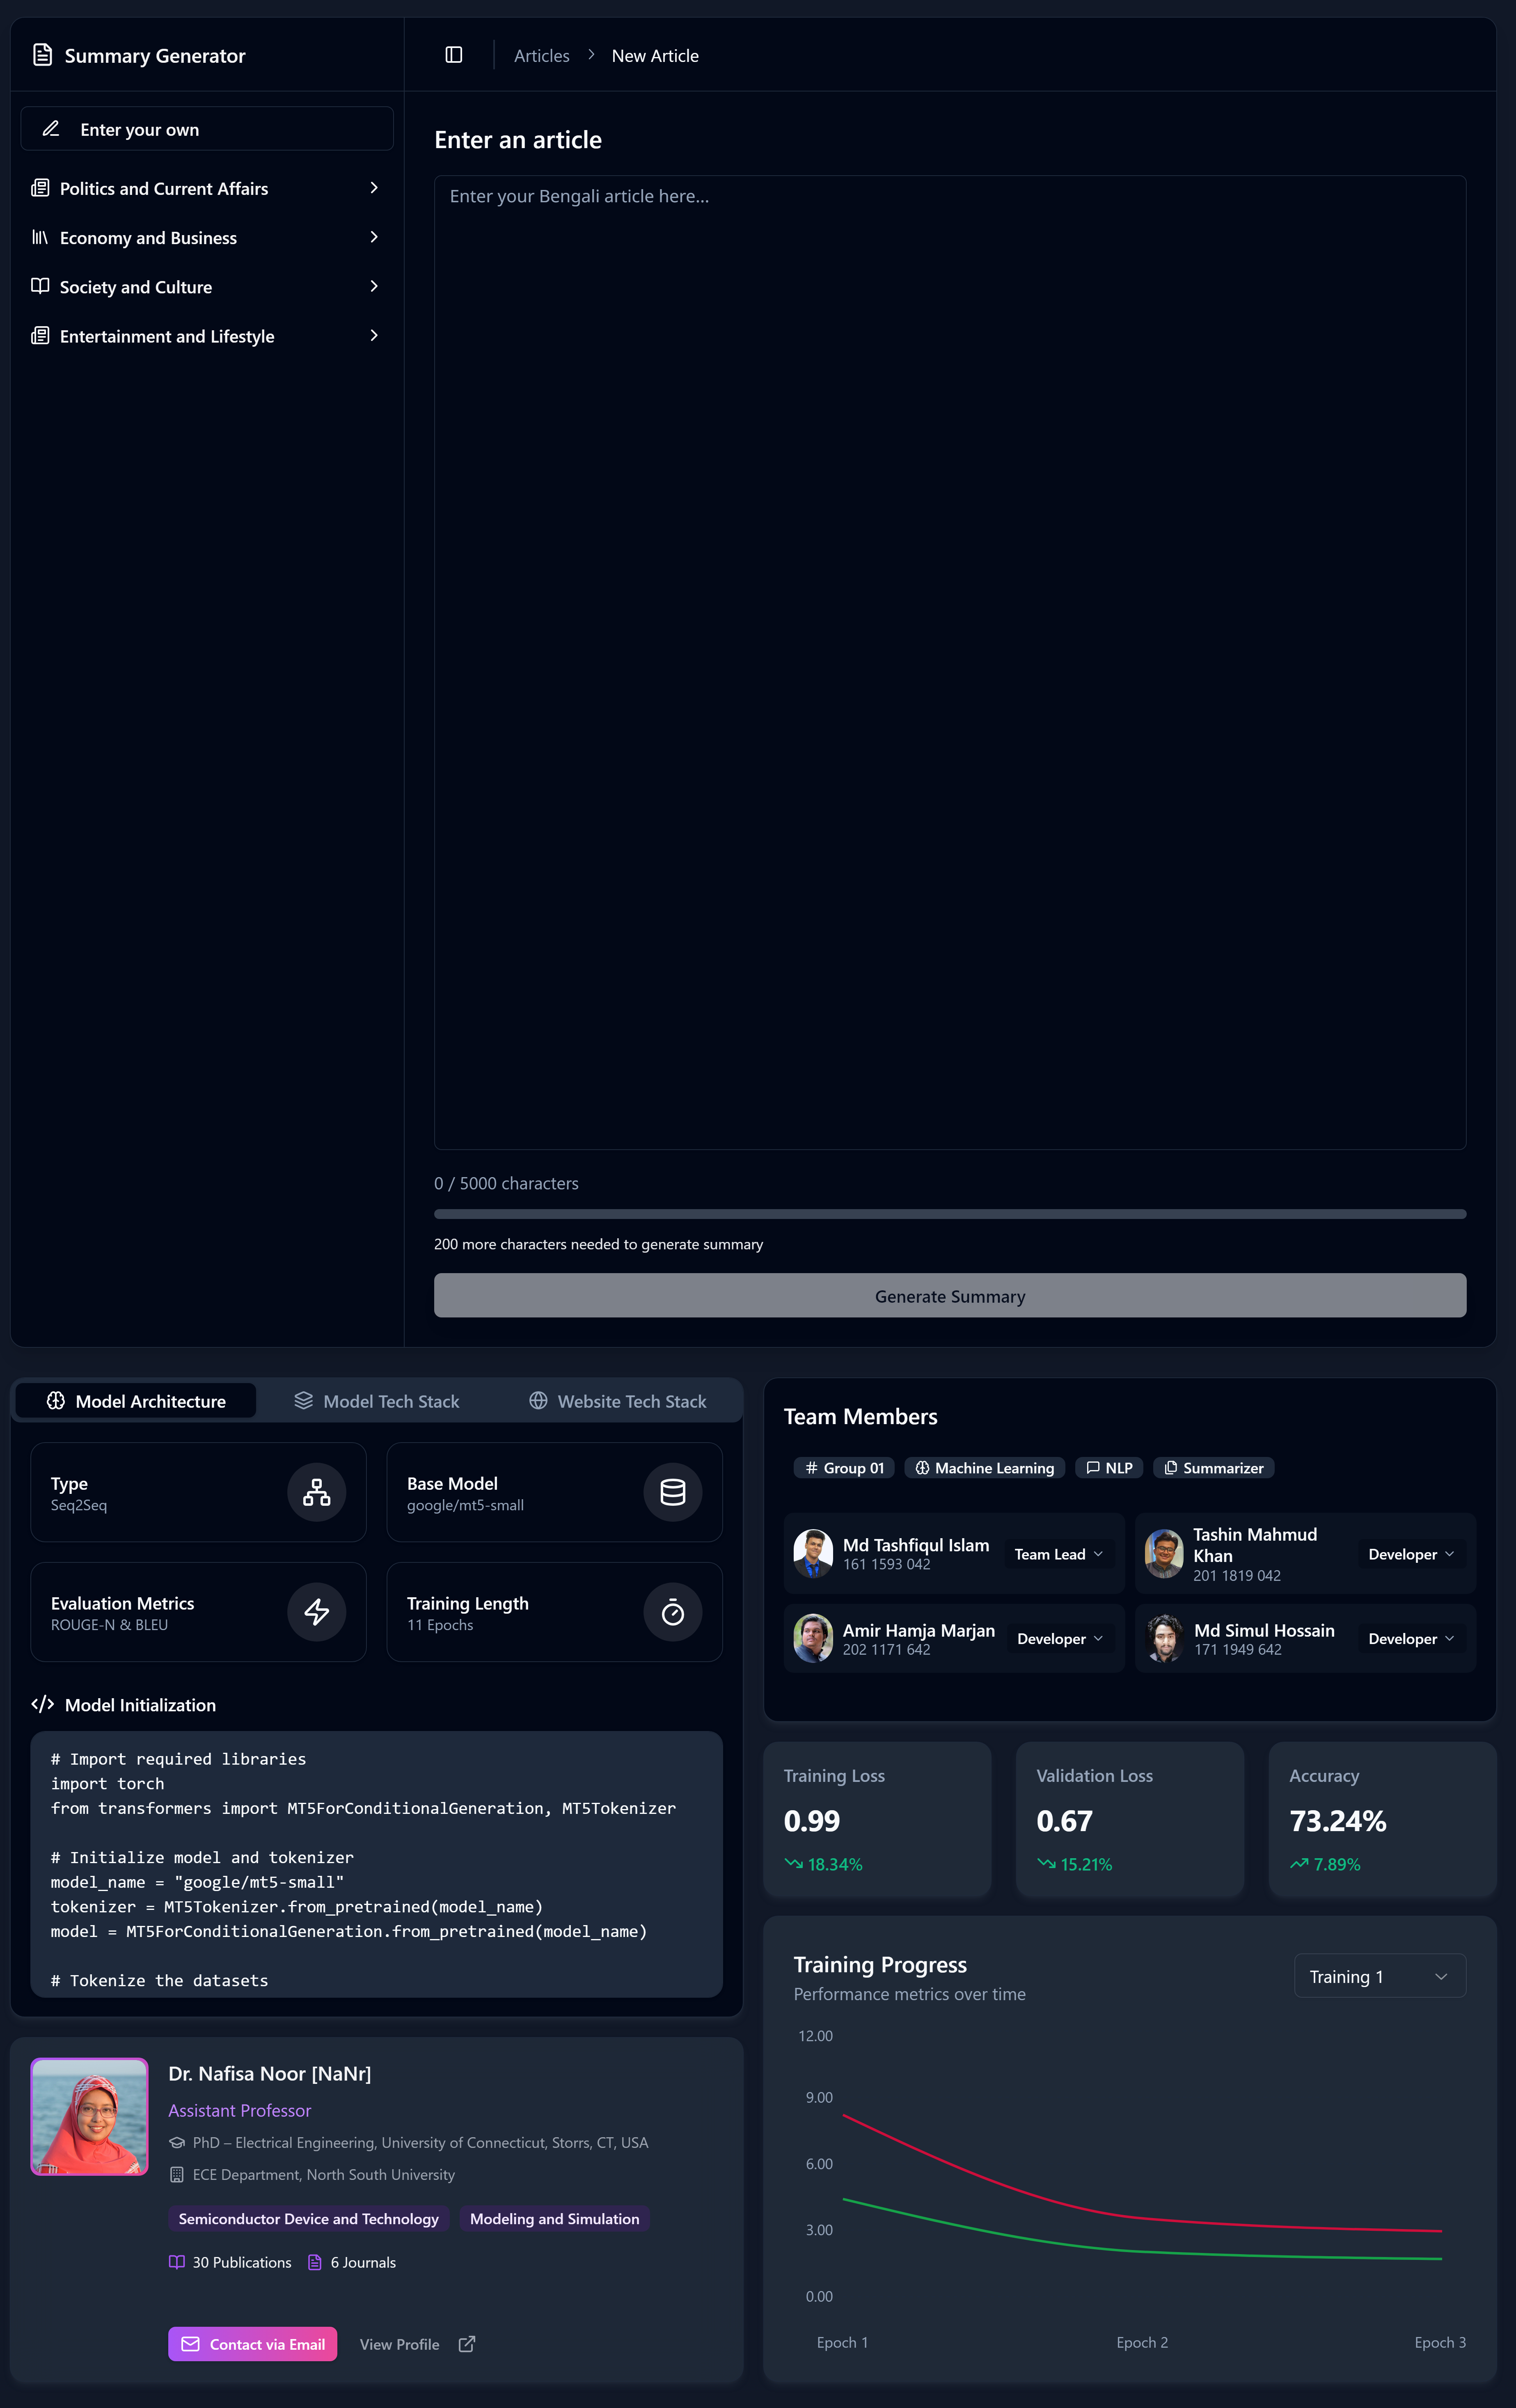 Summary Generator
Articles
New Article
Enter your own
Politics and Current Affairs
Economy and Business
Society and Culture
Entertainment and Lifestyle
Enter an article
Enter your Bengali article here...
0 / 5000 characters
200 more characters needed to generate summary
Generate Summary
Model Architecture
Model Tech Stack
Website Tech Stack
Type
Seq2Seq
Base Model
google/mt5-small
Evaluation Metrics
ROUGE-N & BLEU
Training Length
11 Epochs
Model Initialization
# Import required libraries
import torch
from transformers import MT5ForConditionalGeneration, MT5Tokenizer
# Initialize model and tokenizer
model_name = "google/mt5-small"
tokenizer = MT5Tokenizer.from_pretrained(model_name)
model = MT5ForConditionalGeneration.from_pretrained(model_name)
# Tokenize the datasets
Dr. Nafisa Noor [NaNr]
Assistant Professor
PhD – Electrical Engineering, University of Connecticut, Storrs, CT, USA
ECE Department, North South University
Semiconductor Device and Technology
Modeling and Simulation
30 Publications
6 Journals
Contact via Email
View Profile
Team Members
# Group 01
Machine Learning
NLP
Summarizer
Md Tashfiqul Islam
161 1593 042
Team Lead
Tashin Mahmud
Khan
201 1819 042
Developer
Amir Hamja Marjan
202 1171 642
Developer
Md Simul Hossain
171 1949 642
Developer
Training Loss
0.99
18.34%
Validation Loss
0.67
15.21%
Accuracy
73.24%
7.89%
Training Progress
Performance metrics over time
Training 1
12.00
9.00
6.00
3.00
0.00
Epoch 1
Epoch 2
Epoch 3